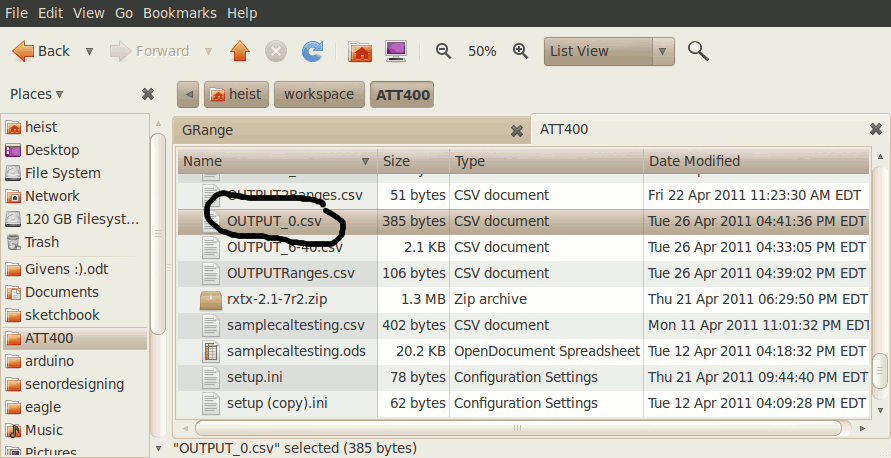 File Edit View Go Bookmarks Help
Back Forward 50% List View
Places heist workspace ATT400
GRange ATT400
Name Size Type Date Modified
heist
Desktop
File System
Network
120 GB Filesyst...
Trash
Givens :).odt
Documents
sketchbook
ATT400
arduino
senordesigning
eagle
Music
Pictures
OUTPUT2Ranges.csv 51 bytes CSV document Fri 22 Apr 2011 11:23:30 AM EDT
OUTPUT_0.csv 385 bytes CSV document Tue 26 Apr 2011 04:41:36 PM EDT
OUTPUT_0-40.csv 2.1 KB CSV document Tue 26 Apr 2011 04:33:05 PM EDT
OUTPUTRanges.csv 106 bytes CSV document Tue 26 Apr 2011 04:39:02 PM EDT
rxtx-2.1-7r2.zip 1.3 MB Zip archive Thu 21 Apr 2011 06:29:50 PM EDT
samplecaltesting.csv 402 bytes CSV document Mon 11 Apr 2011 11:01:32 PM EDT
samplecaltesting.ods 20.2 KB OpenDocument Spreadsheet Tue 12 Apr 2011 04:18:32 PM EDT
setup.ini 78 bytes Configuration Settings Thu 21 Apr 2011 09:44:40 PM EDT
setup (copy).ini 62 bytes Configuration Settings Tue 12 Apr 2011 04:09:28 PM EDT
"OUTPUT_0.csv" selected (385 bytes)